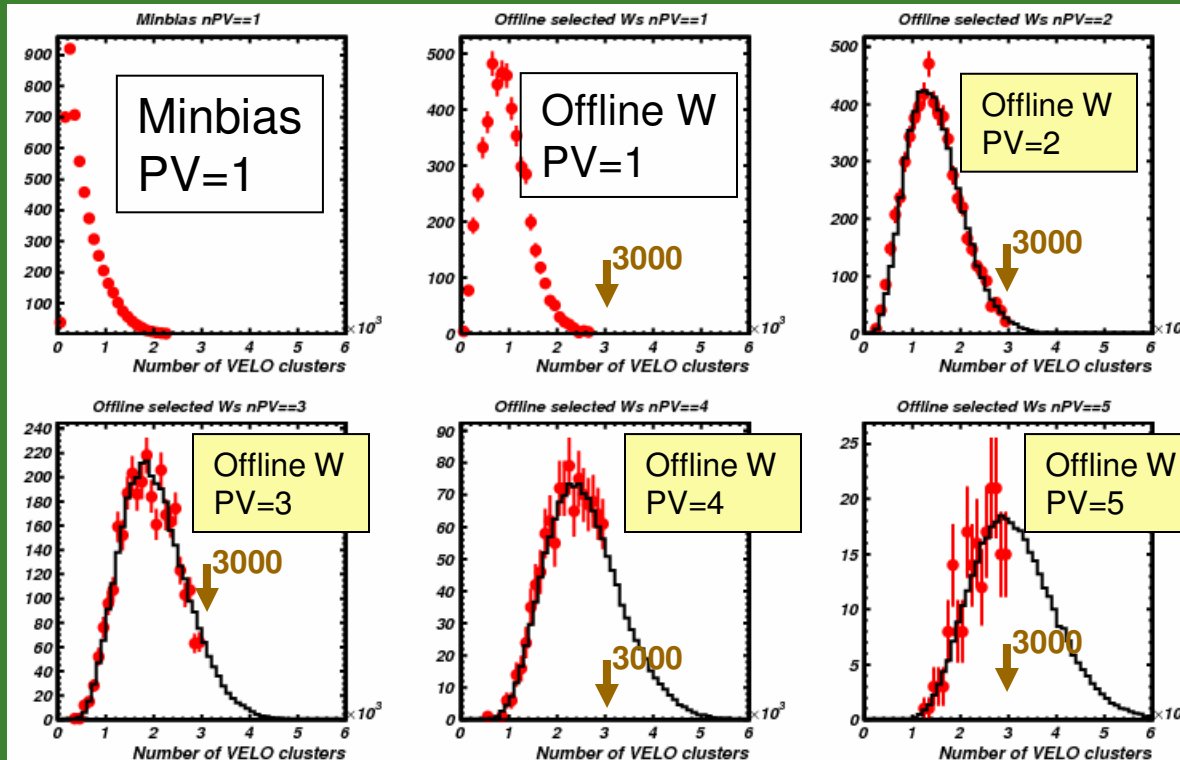 Minbias nPV==1
900
800
700
600
500
400
300
200
100
0 1 2 3 4 5 6
×10³
Number of VELO clusters
Minbias
PV=1
Offline selected Ws nPV==1
500
400
300
200
100
0
0 1 2 3 4 5 6
×10³
Number of VELO clusters
Offline W
PV=1
3000
Offline selected Ws nPV==2
500
400
300
200
100
0
0 1 2 3 4 5 6
×10
Number of VELO clusters
Offline W
PV=2
3000
Offline selected Ws nPV==3
240
220
200
180
160
140
120
100
80
60
40
20
0
0 1 2 3 4 5 6
×10³
Number of VELO clusters
Offline W
PV=3
3000
Offline selected Ws nPV==4
90
80
70
60
50
40
30
20
10
0
0 1 2 3 4 5 6
×10³
Number of VELO clusters
Offline W
PV=4
3000
Offline selected Ws nPV==5
25
20
15
10
5
0
0 1 2 3 4 5 6
×10
Number of VELO clusters
Offline W
PV=5
3000